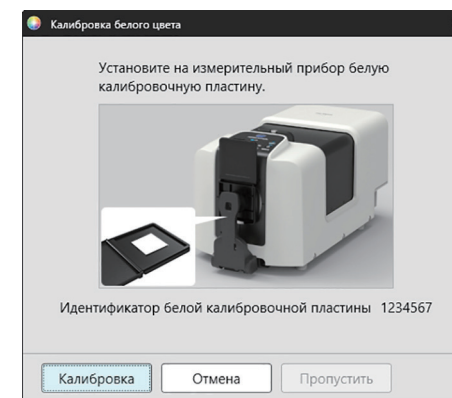 Калибровка белого цвета
Установите на измерительный прибор белую
калибровочную пластину.
Идентификатор белой калибровочной пластины 1234567
Калибровка
Отмена
Пропустить